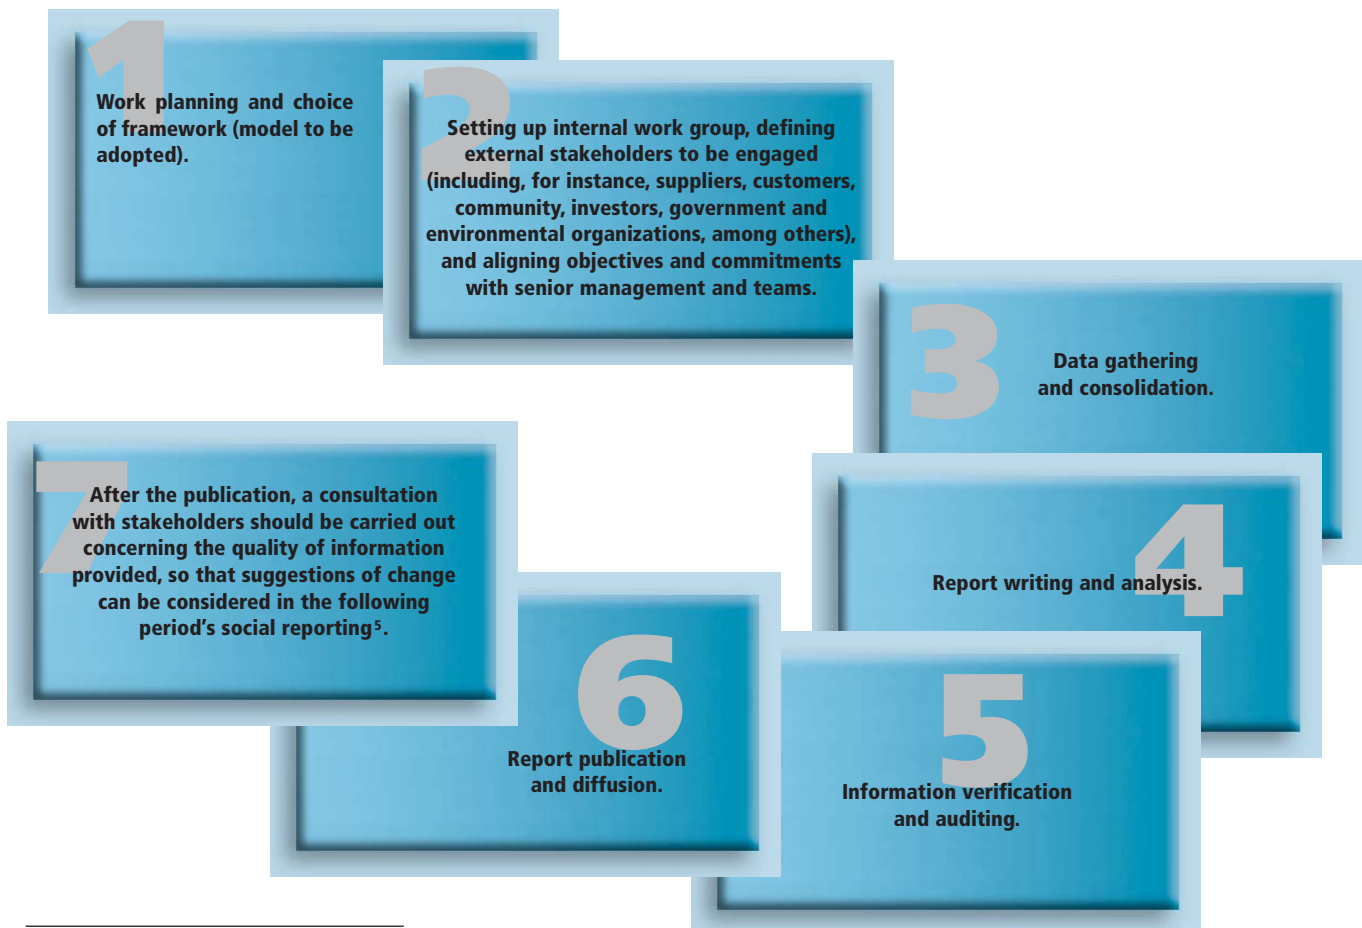 1
Work planning and choice
of framework (model to be
adopted).
2
Setting up internal work group, defining
external stakeholders to be engaged
(including, for instance, suppliers, customers,
community, investors, government and
environmental organizations, among others),
and aligning objectives and commitments
with senior management and teams.
3
Data gathering
and consolidation.
4
Report writing and analysis.
5
Information verification
and auditing.
6
Report publication
and diffusion.
7
After the publication, a consultation
with stakeholders should be carried out
concerning the quality of information
provided, so that suggestions of change
can be considered in the following
period's social reporting⁵.